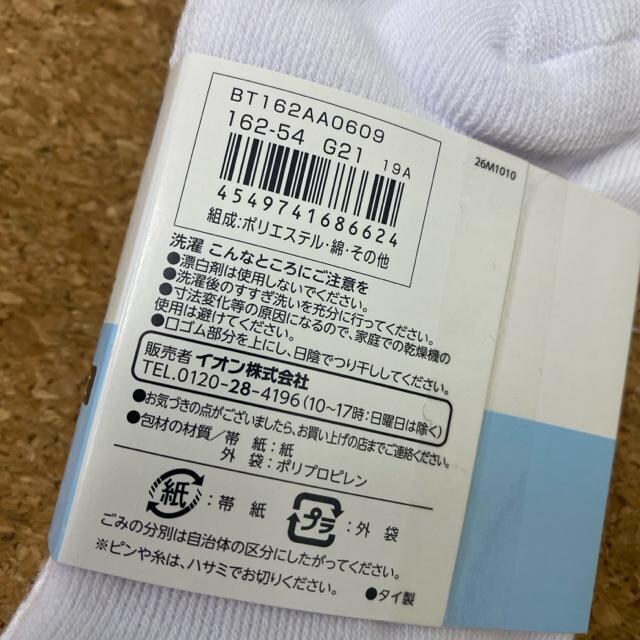 BT162AA0609
162-54 G21 19A
4549741686624
組成:ポリエステル・綿・その他
26M1010
洗濯 こんなところにご注意を
●漂白剤は使用しないでください。
●洗濯後のすすぎ洗いを充分に行ってください。
●寸法変化等の原因になるので、家庭での乾燥機の
使用は避けてください。
●口ゴム部分を上にし、日陰でつり干ししてください。
販売者 イオン株式会社
TEL.0120-28-4196(10~17時:日曜日は除く)
●お気づきの点がございましたら、お買い上げの店までご連絡ください。
●包材の材質/帯 紙:紙
外 袋:ポリプロピレン
紙:帯 紙 プラ:外 袋
ごみの分別は自治体の区分にしたがってください。
※ピンや糸は、ハサミでお切りください。
●タイ製